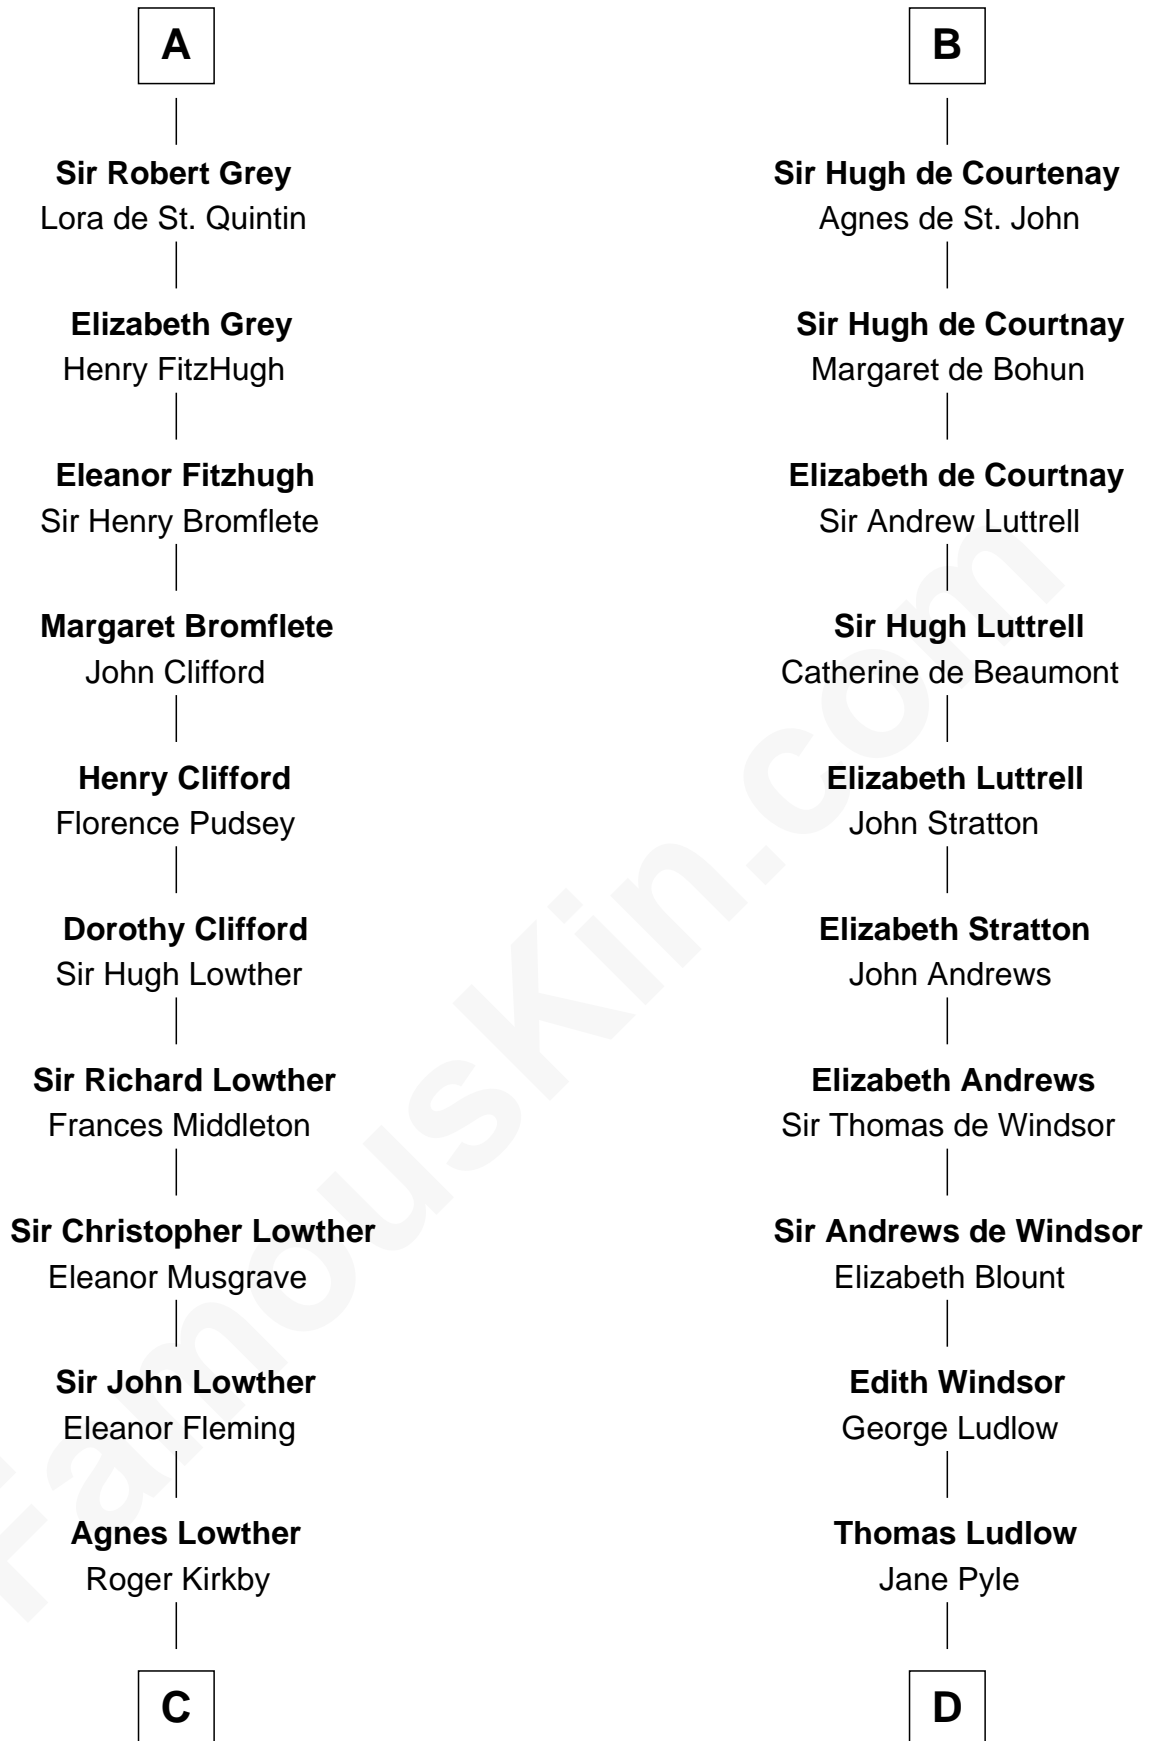 A
Sir Robert Grey
Lora de St. Quintin
Elizabeth Grey
Henry FitzHugh
Eleanor Fitzhugh
Sir Henry Bromflete
Margaret Bromflete
John Clifford
Henry Clifford
Florence Pudsey
Dorothy Clifford
Sir Hugh Lowther
Sir Richard Lowther
Frances Middleton
Sir Christopher Lowther
Eleanor Musgrave
Sir John Lowther
Eleanor Fleming
Agnes Lowther
Roger Kirkby
C
B
Sir Hugh de Courtenay
Agnes de St. John
Sir Hugh de Courtnay
Margaret de Bohun
Elizabeth de Courtnay
Sir Andrew Luttrell
Sir Hugh Luttrell
Catherine de Beaumont
Elizabeth Luttrell
John Stratton
Elizabeth Stratton
John Andrews
Elizabeth Andrews
Sir Thomas de Windsor
Sir Andrews de Windsor
Elizabeth Blount
Edith Windsor
George Ludlow
Thomas Ludlow
Jane Pyle
D
FamousKin.com